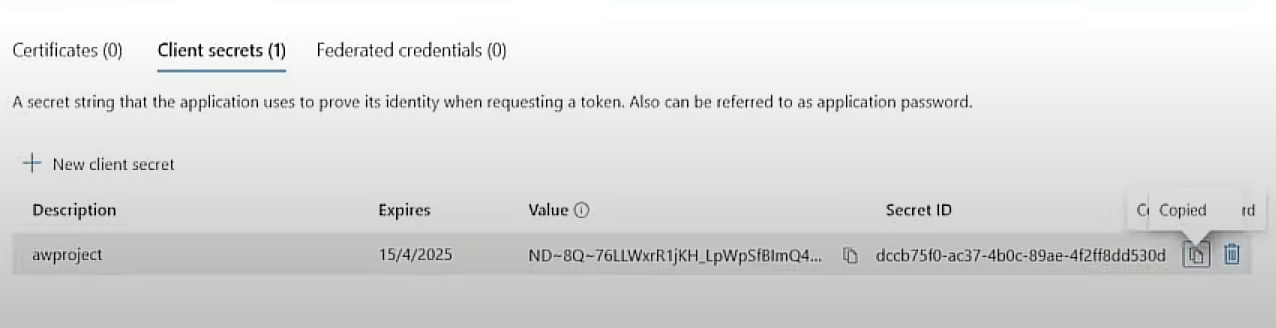 Certificates (0) Client secrets (1) Federated credentials (0)
A secret string that the application uses to prove its identity when requesting a token. Also can be referred to as application password.
+ New client secret
Description Expires Value Secret ID Copied rd
awproject 15/4/2025 ND~8Q~76LLWxrR1jKH_LpWpSfBlmQ4... dccb75f0-ac37-4b0c-89ae-4f2ff8dd530d